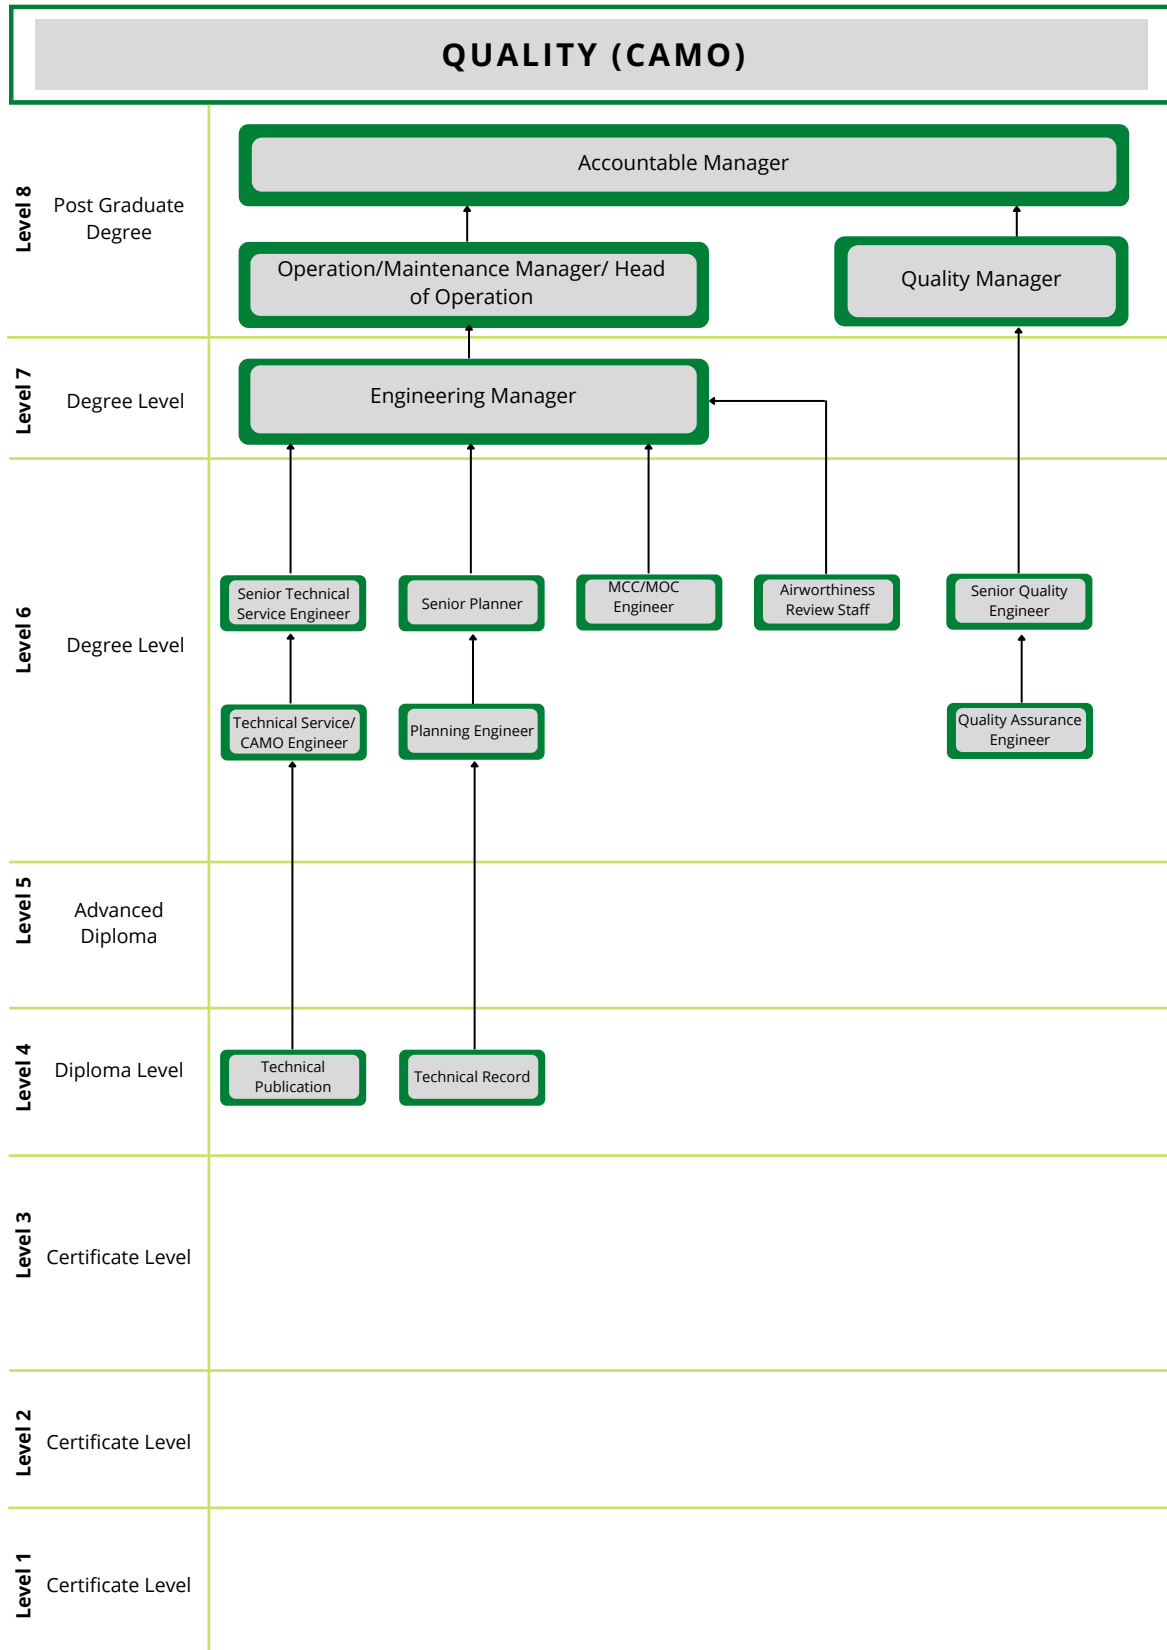 QUALITY (CAMO)
Level 8
Post Graduate
Degree
Accountable Manager
Operation/Maintenance Manager/ Head
of Operation
Quality Manager
Level 7
Degree Level
Engineering Manager
Level 6
Degree Level
Senior Technical
Service Engineer
Senior Planner
MCC/MOC
Engineer
Airworthiness
Review Staff
Senior Quality
Engineer
Technical Service/
CAMO Engineer
Planning Engineer
Quality Assurance
Engineer
Level 5
Advanced
Diploma
Level 4
Diploma Level
Technical
Publication
Technical Record
Level 3
Certificate Level
Level 2
Certificate Level
Level 1
Certificate Level